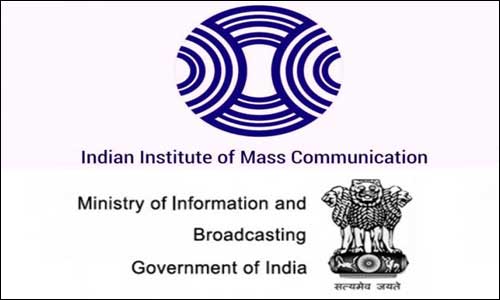 Indian Institute of Mass Communication
Ministry of Information and
Broadcasting
Government of India
सत्यमेव जयते